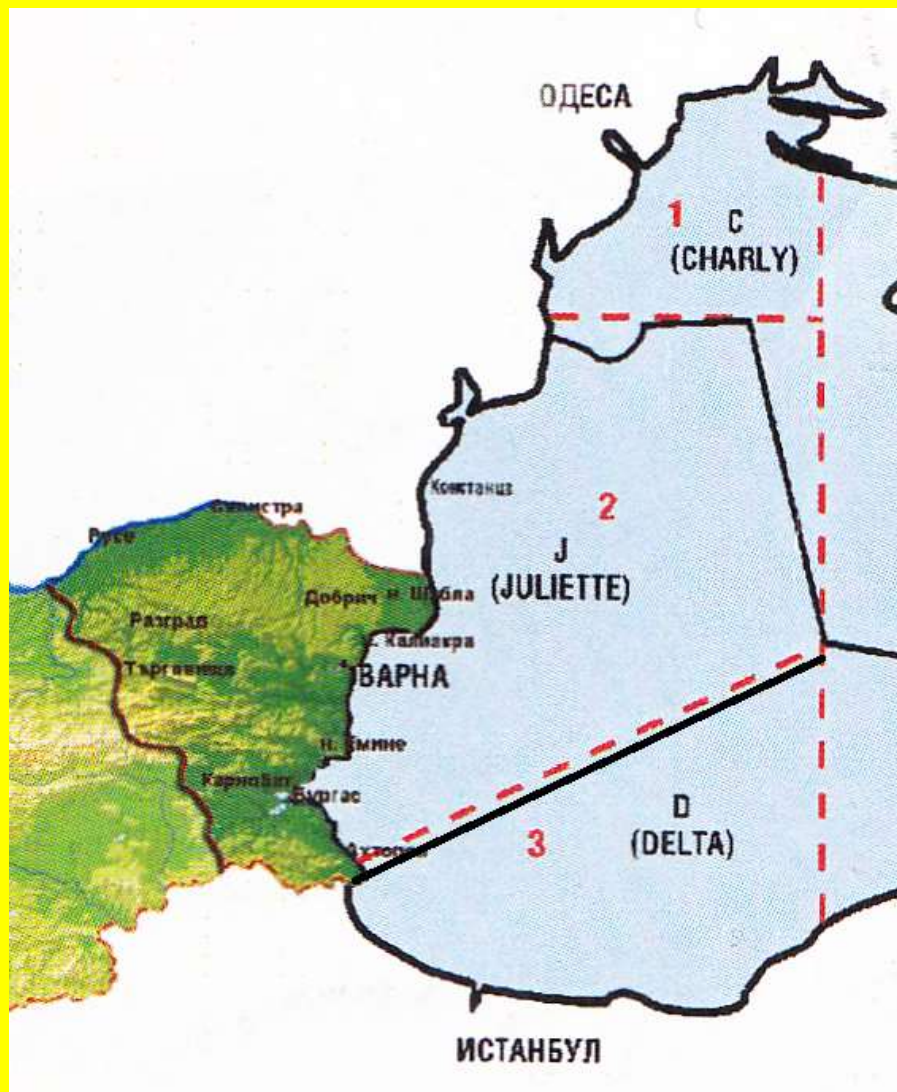 ОДЕСА
1
C
(CHARLY)
Констанца
2
Силистра
Русе
J
(JULIETTE)
Добрич
н. Шабла
Разград
Калиакра
ВАРНА
н. Емине
Карнобат
Бургас
D
(DELTA)
3
Ахтопол
ИСТАНБУЛ